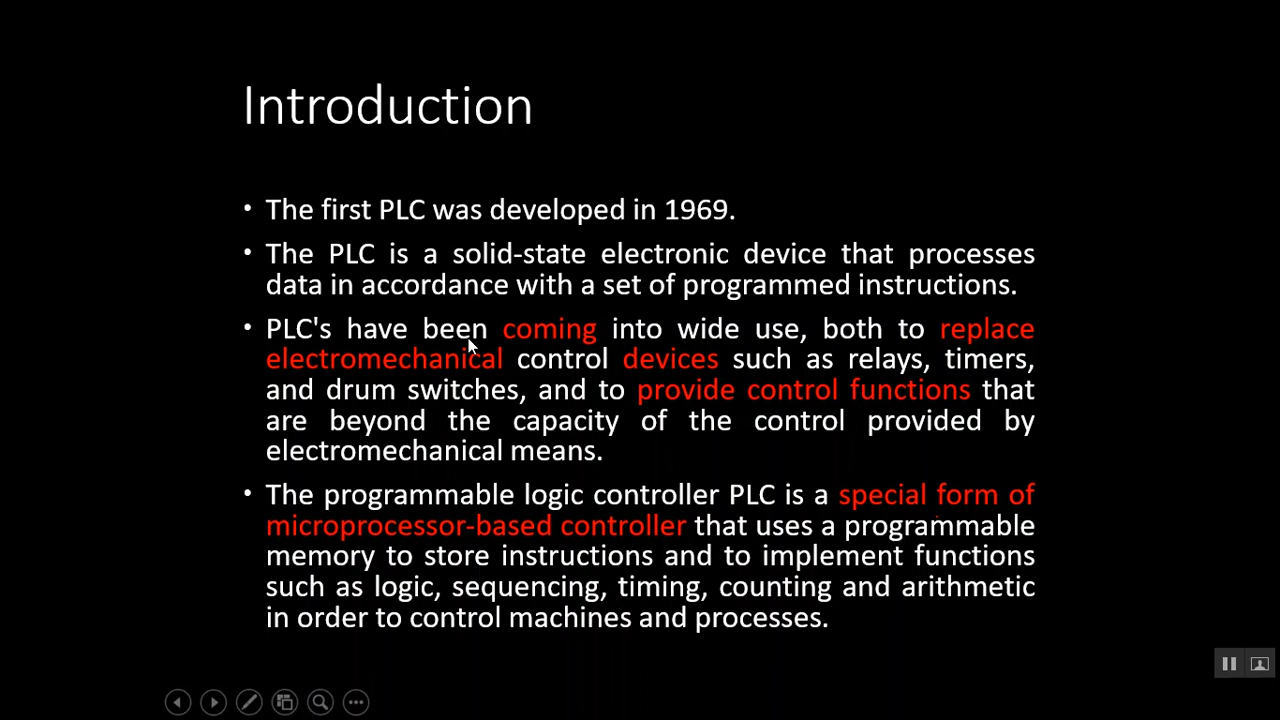 Introduction
• The first PLC was developed in 1969.
• The PLC is a solid-state electronic device that processes
data in accordance with a set of programmed instructions.
• PLC's have been coming into wide use, both to replace
electromechanical control devices such as relays, timers,
and drum switches, and to provide control functions that
are beyond the capacity of the control provided by
electromechanical means.
• The programmable logic controller PLC is a special form of
microprocessor-based controller that uses a programmable
memory to store instructions and to implement functions
such as logic, sequencing, timing, counting and arithmetic
in order to control machines and processes.